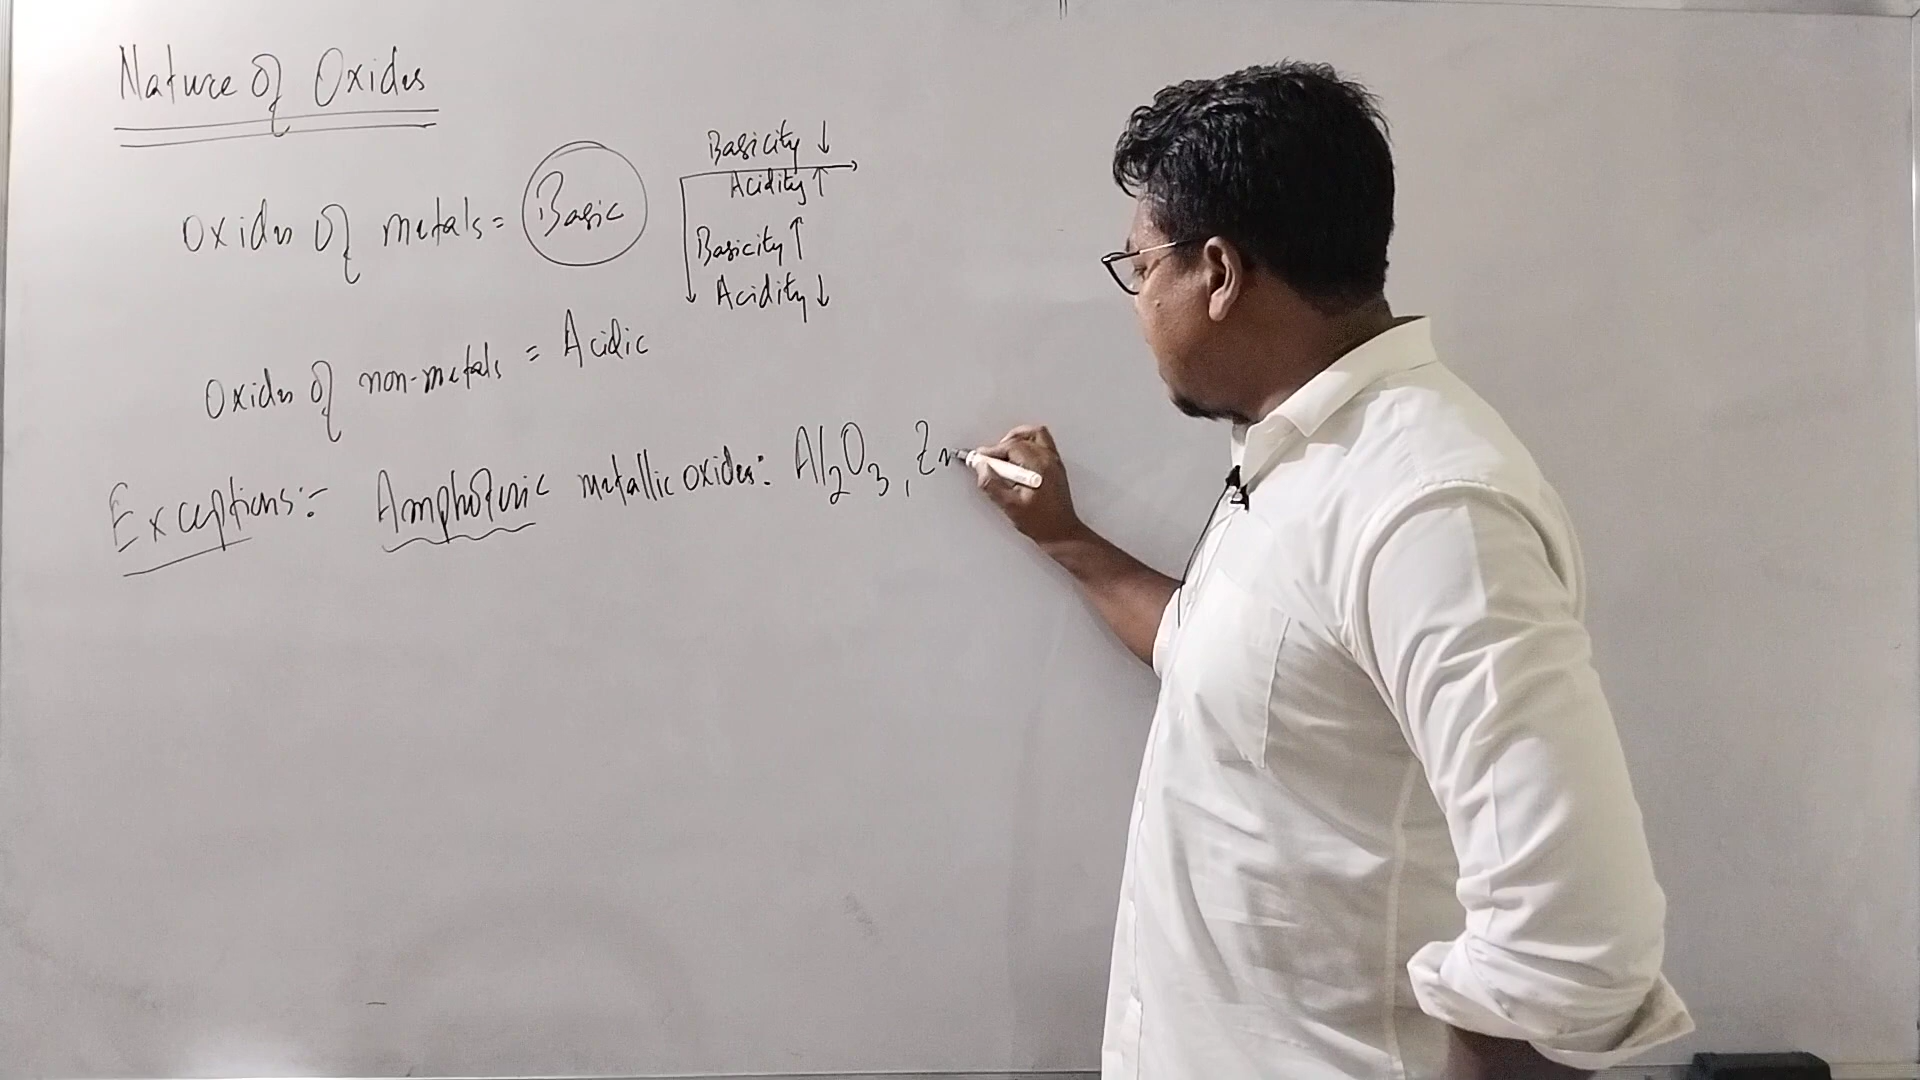 Nature of Oxides
Oxides of metals = Basic
Basicity ↓
Acidity ↑
Basicity ↑
Acidity ↓
Oxides of non-metals = Acidic
Exceptions:- Amphoteric metallic oxides: Al2O3, Zn